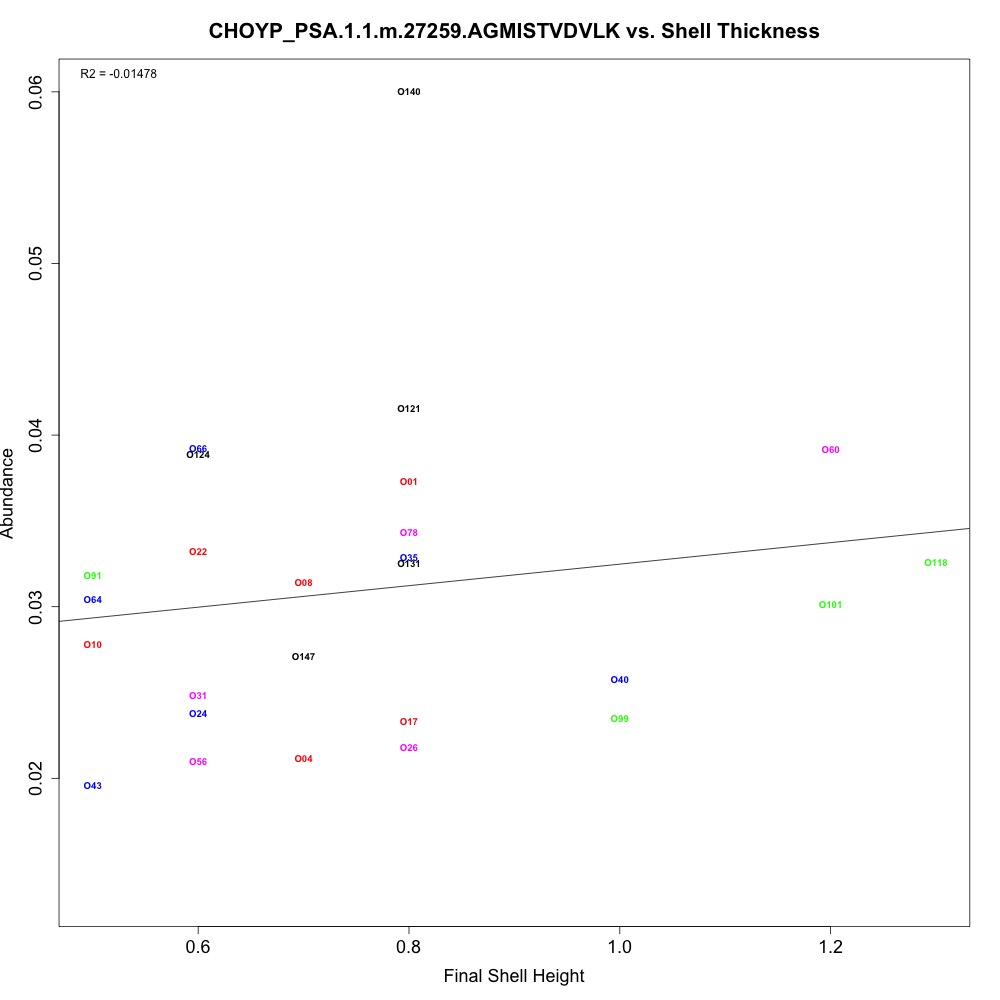 CHOYP_PSA.1.1.m.27259.AGMISTVDVLK vs. Shell Thickness
R2 = -0.01478
0.06
O140
0.05
O121
0.04
O66
O124
O60
O01
O78
O22
O35
O131
O118
O91
O08
O64
O101
0.03
O10
O147
O40
O31
O24
O99
O17
O26
O04
O56
0.02
O43
Abundance
0.6
0.8
1.0
1.2
Final Shell Height